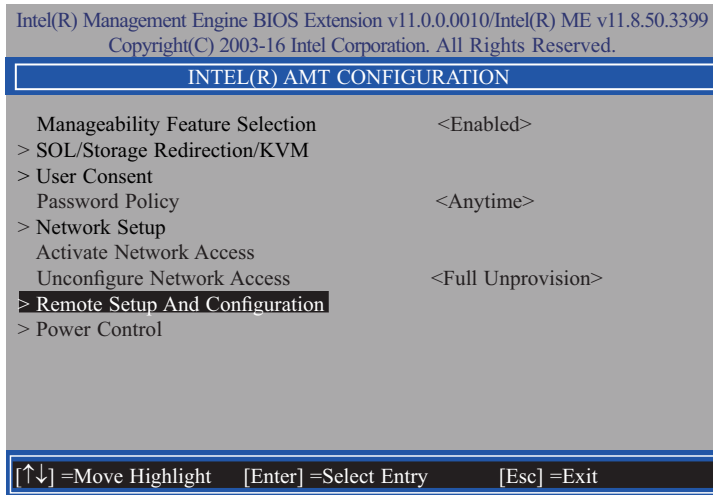 Intel(R) Management Engine BIOS Extension v11.0.0.0010/Intel(R) ME v11.8.50.3399
Copyright(C) 2003-16 Intel Corporation. All Rights Reserved.
INTEL(R) AMT CONFIGURATION
Manageability Feature Selection <Enabled>
> SOL/Storage Redirection/KVM
> User Consent
Password Policy <Anytime>
> Network Setup
Activate Network Access
Unconfigure Network Access <Full Unprovision>
> Remote Setup And Configuration
> Power Control
[↑↓] =Move Highlight [Enter] =Select Entry [Esc] =Exit